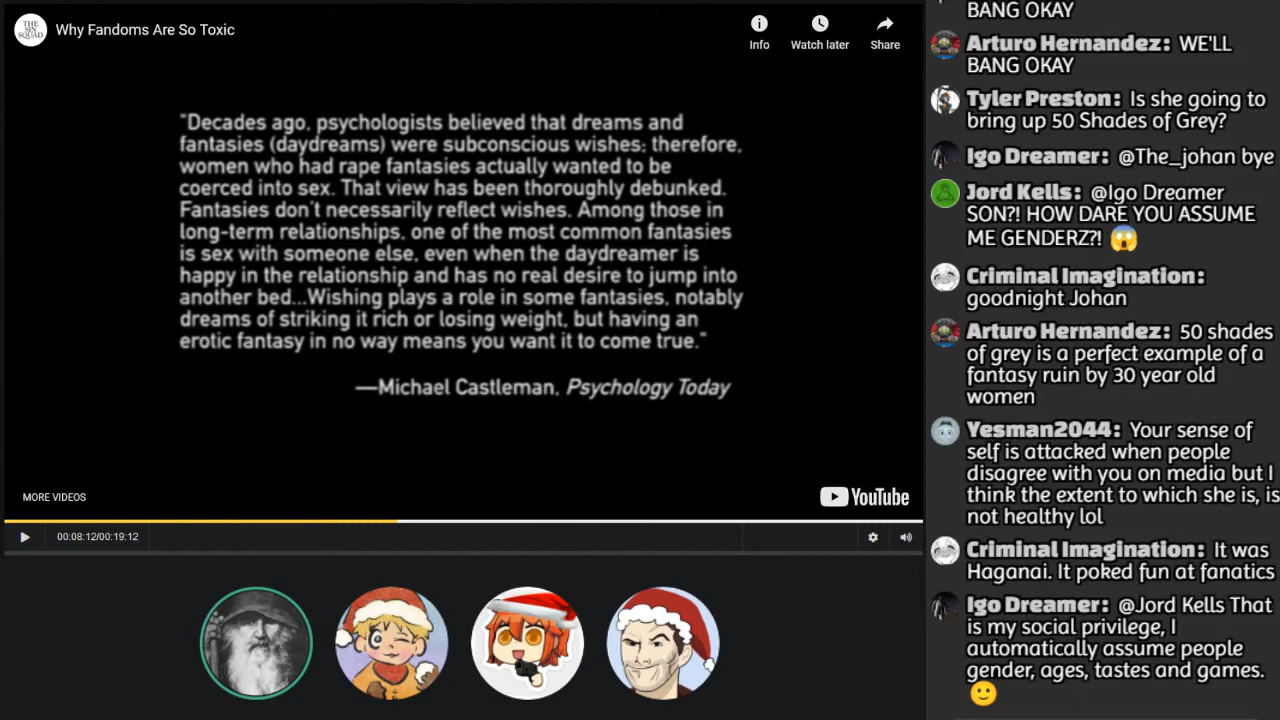 THE
SIN
SQUAD
Why Fandoms Are So Toxic
Info
Watch later
Share
"Decades ago, psychologists believed that dreams and
fantasies (daydreams) were subconscious wishes; therefore,
women who had rape fantasies actually wanted to be
coerced into sex. That view has been thoroughly debunked.
Fantasies don't necessarily reflect wishes. Among those in
long-term relationships, one of the most common fantasies
is sex with someone else, even when the daydreamer is
happy in the relationship and has no real desire to jump into
another bed...Wishing plays a role in some fantasies, notably
dreams of striking it rich or losing weight, but having an
erotic fantasy in no way means you want it to come true."
—Michael Castleman, Psychology Today
MORE VIDEOS
YouTube
00:08:12/00:19:12
BANG OKAY
Arturo Hernandez: WE'LL
BANG OKAY
Tyler Preston: Is she going to
bring up 50 Shades of Grey?
Igo Dreamer: @The_johan bye
Jord Kells: @Igo Dreamer
SON?! HOW DARE YOU ASSUME
ME GENDERZ?! 😱
Criminal Imagination:
goodnight Johan
Arturo Hernandez: 50 shades
of grey is a perfect example of a
fantasy ruin by 30 year old
women
Yesman2044: Your sense of
self is attacked when people
disagree with you on media but I
think the extent to which she is, is
not healthy lol
Criminal Imagination: It was
Haganai. It poked fun at fanatics
Igo Dreamer: @Jord Kells That
is my social privilege, I
automatically assume people
gender, ages, tastes and games.
🙂